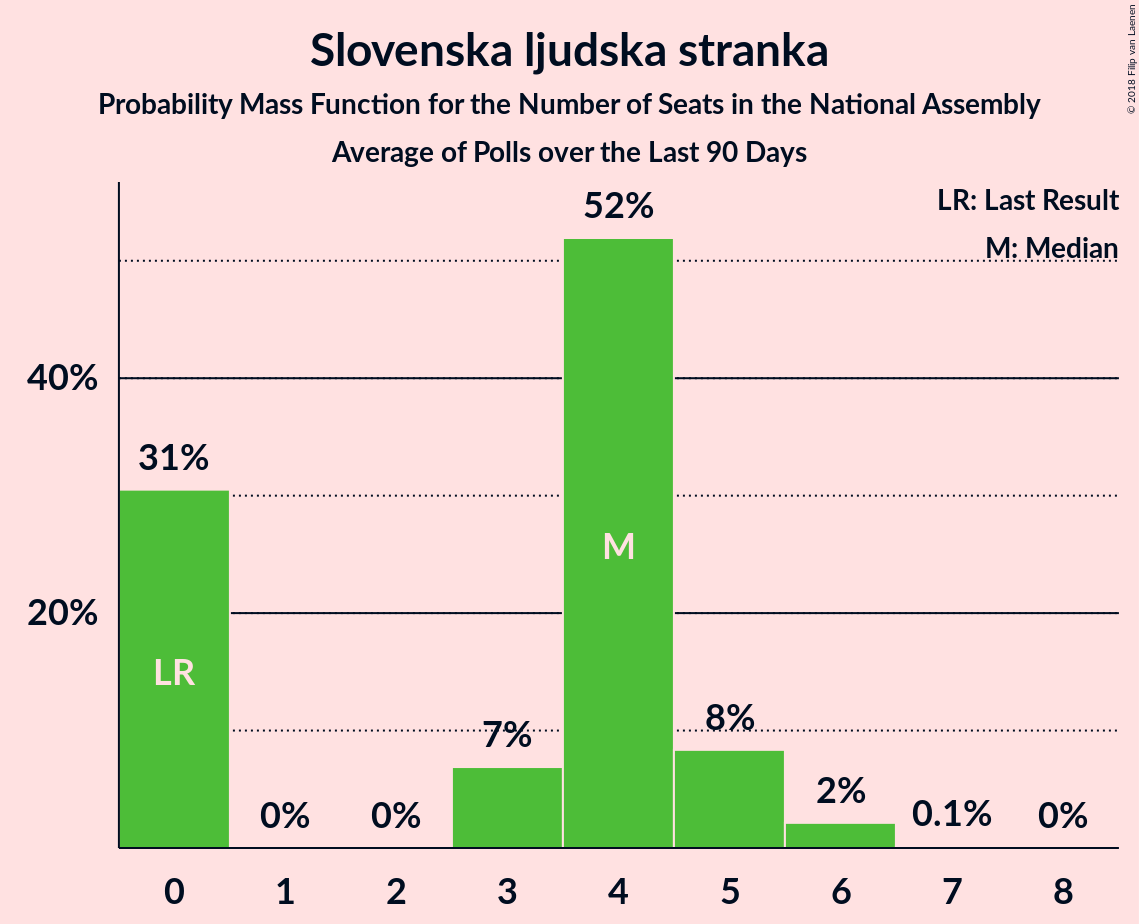 Slovenska ljudska stranka
Probability Mass Function for the Number of Seats in the National Assembly
Average of Polls over the Last 90 Days
© 2018 Filip van Laenen
LR: Last Result
M: Median
52%
40%
31%
M
20%
LR
7%
8%
0%
0%
2%
0.1%
0%
0 1 2 3 4 5 6 7 8